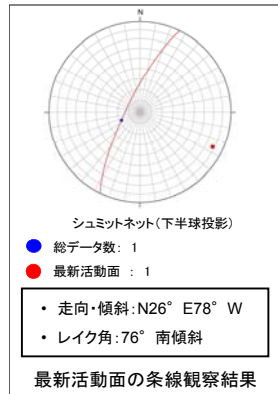 N
シュミットネット(下半球投影)
総データ数: 1
最新活動面 : 1
• 走向・傾斜:N26°E78°W
• レイク角:76°南傾斜
最新活動面の条線観察結果